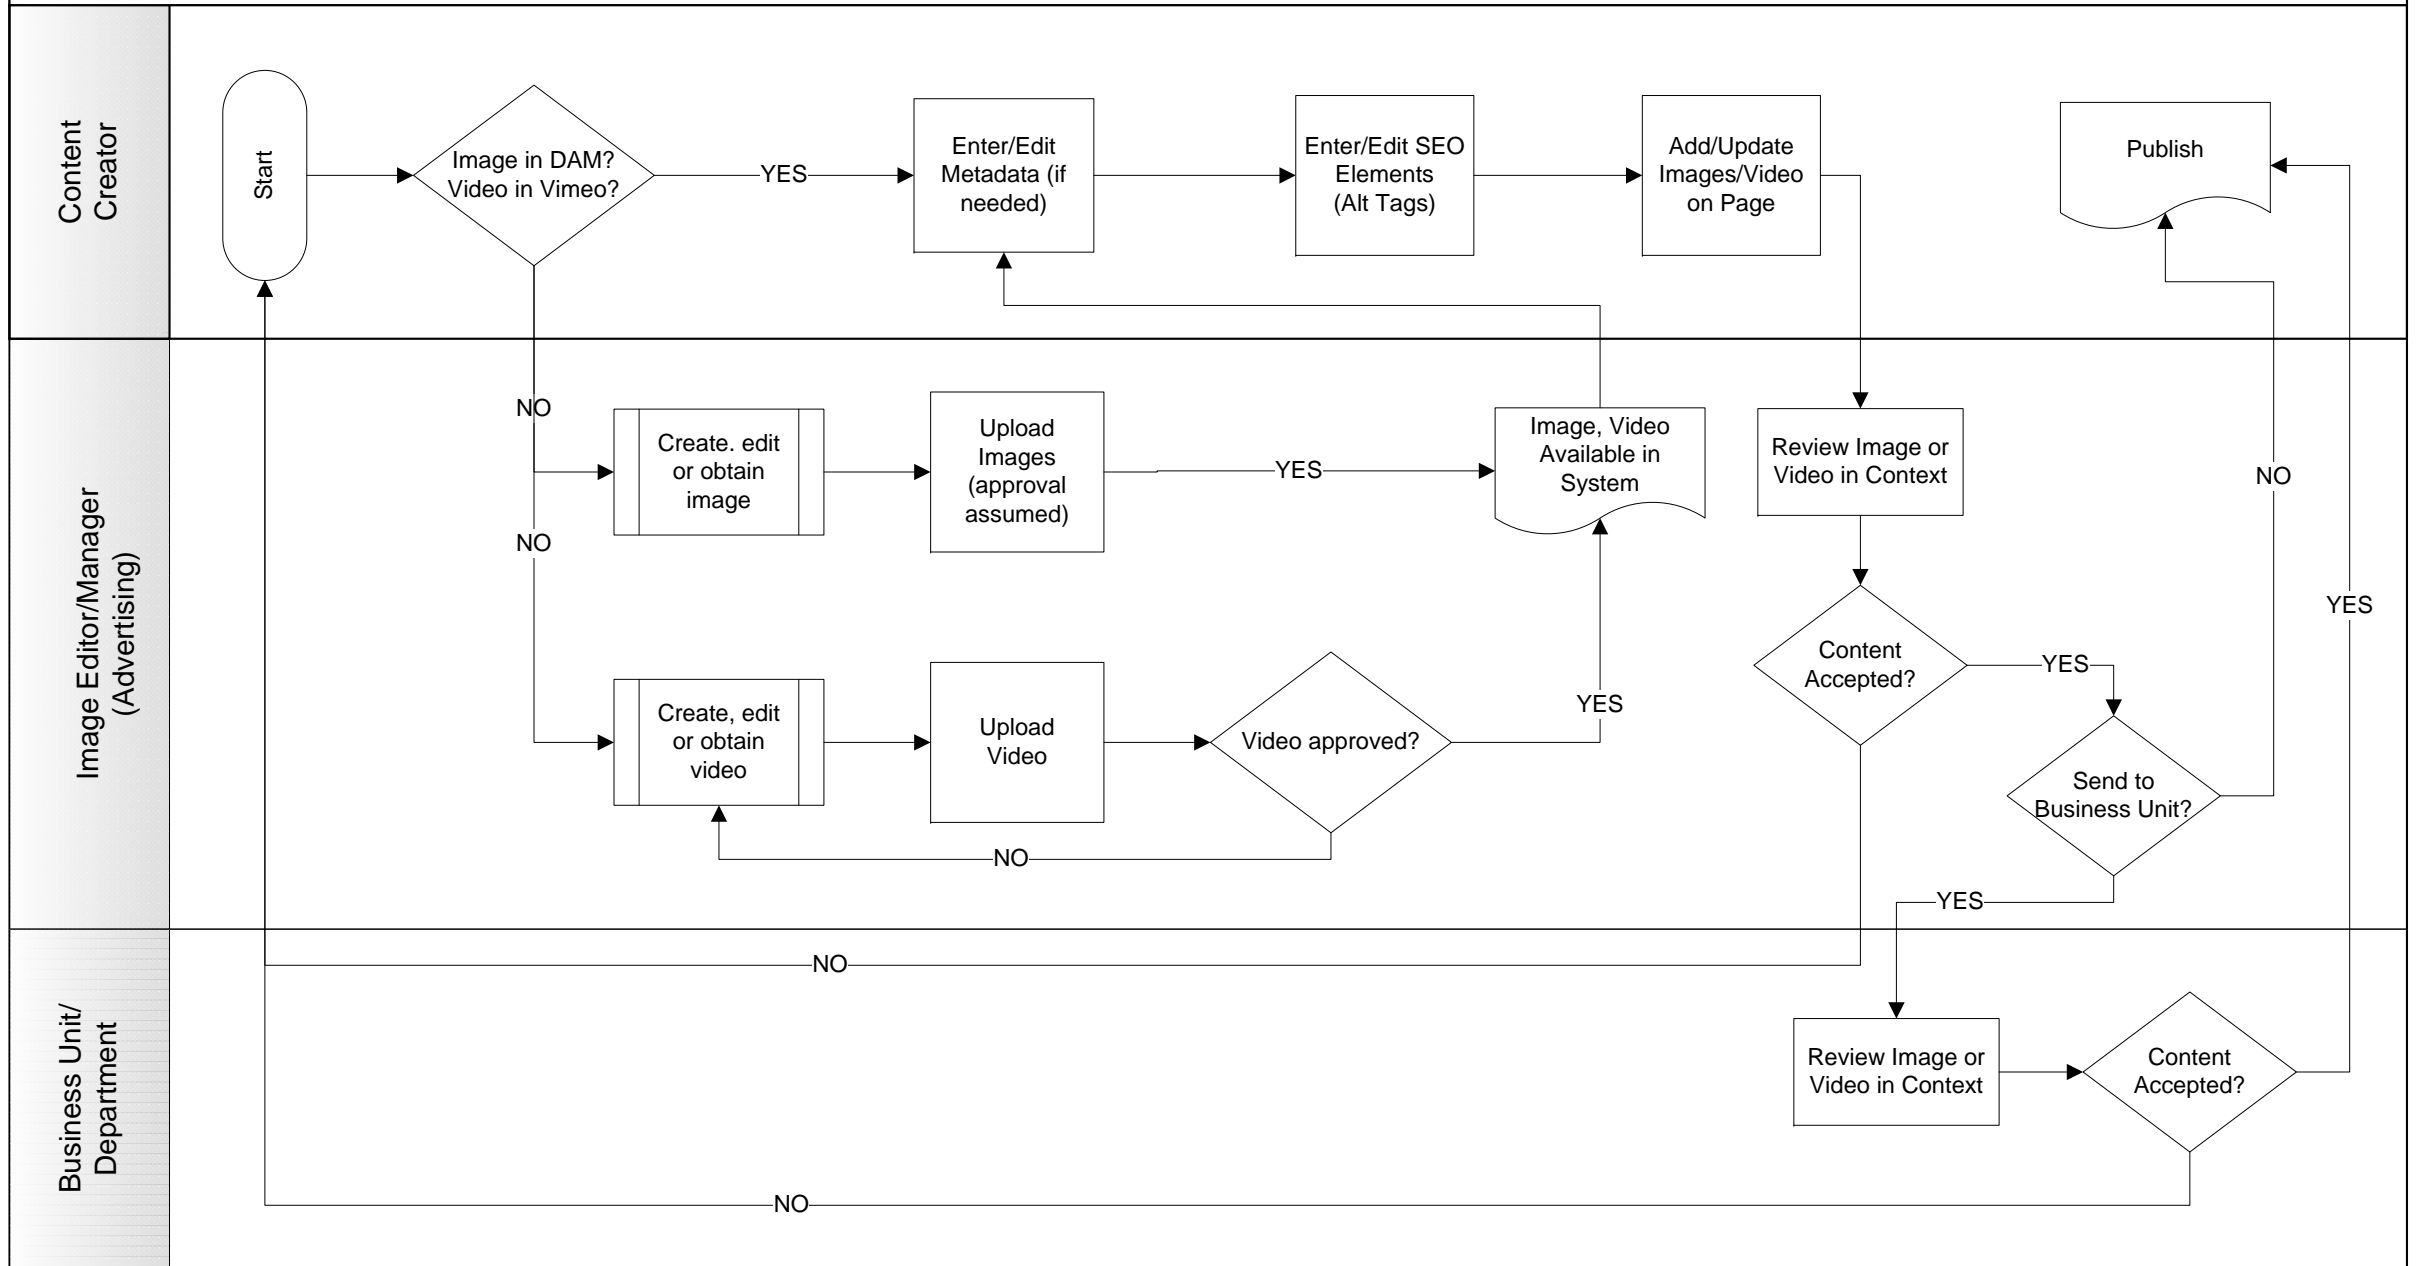 Content
Creator
Start
Image in DAM?
Video in Vimeo?
YES
Enter/Edit
Metadata (if
needed)
Enter/Edit SEO
Elements
(Alt Tags)
Add/Update
Images/Video
on Page
Publish
Image Editor/Manager
(Advertising)
NO
Create. edit
or obtain
image
Upload
Images
(approval
assumed)
YES
Image, Video
Available in
System
Review Image or
Video in Context
NO
NO
Create, edit
or obtain
video
Upload
Video
Video approved?
YES
NO
Content
Accepted?
YES
Send to
Business Unit?
YES
YES
Business Unit/
Department
NO
Review Image or
Video in Context
Content
Accepted?
NO